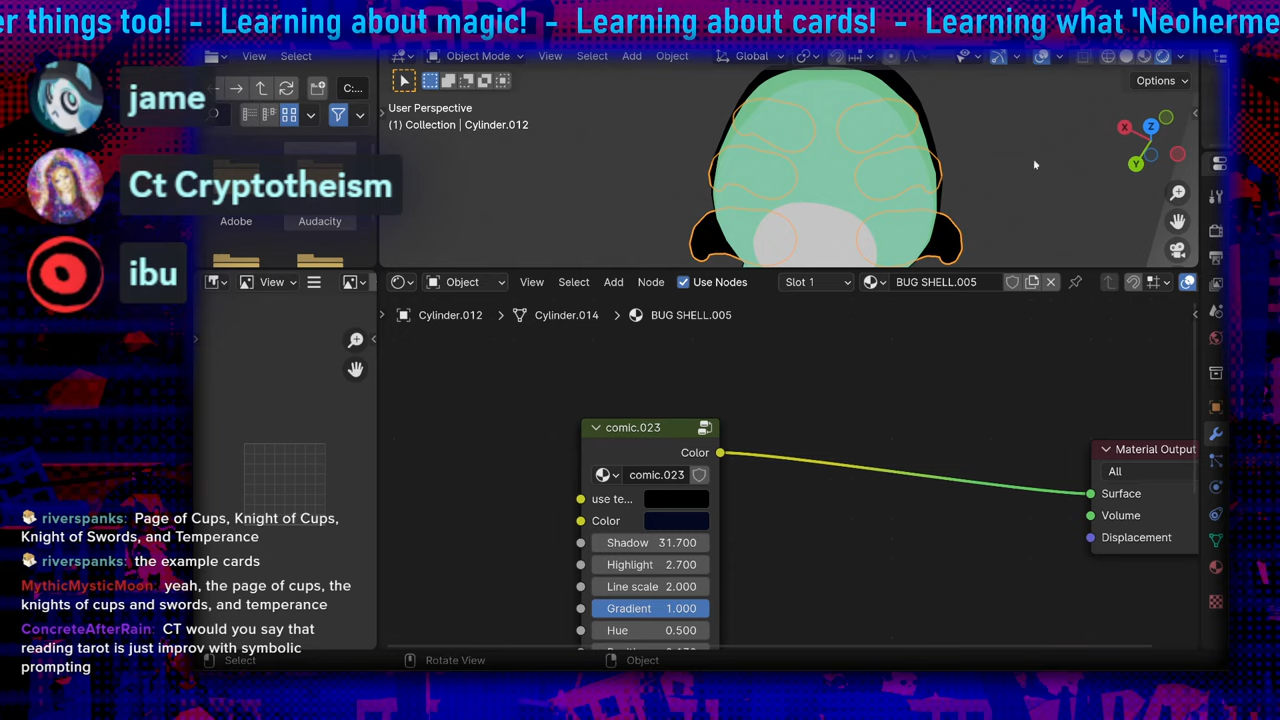 er things too! - Learning about magic! - Learning about cards! - Learning what 'Neoherme
jame
Ct Cryptotheism
ibu
View Select
C:...
Adobe Audacity
Object Mode View Select Add Object Global
Options
User Perspective
(1) Collection | Cylinder.012
X Y Z
View
Object View Select Add Node Use Nodes Slot 1 BUG SHELL.005
Cylinder.012 > Cylinder.014 > BUG SHELL.005
comic.023
Color
comic.023
use te...
Color
Shadow 31.700
Highlight 2.700
Line scale 2.000
Gradient 1.000
Hue 0.500
Material Output
All
Surface
Volume
Displacement
riverspanks: Page of Cups, Knight of Cups,
Knight of Swords, and Temperance
riverspanks: the example cards
MythicMysticMoon: yeah, the page of cups, the
knights of cups and swords, and temperance
ConcreteAfterRain: CT would you say that
reading tarot is just improv with symbolic
prompting
Select Rotate View Object